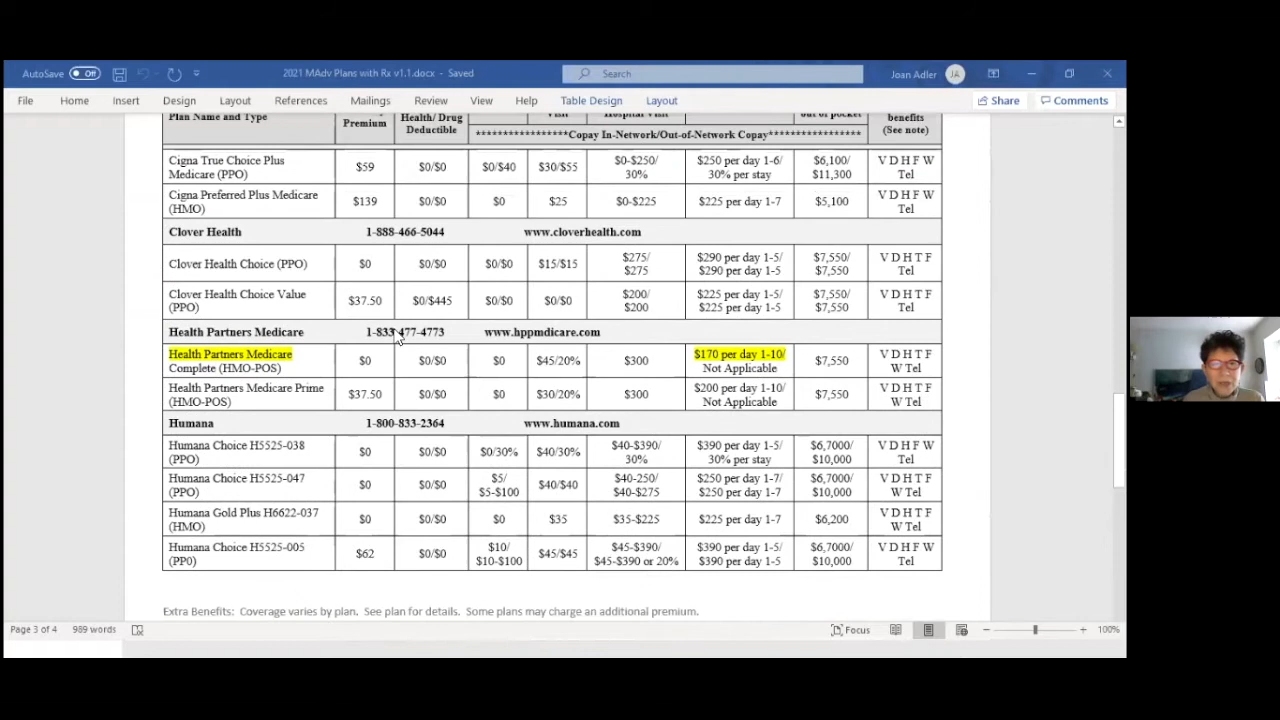 AutoSave Off 2021 MAdv Plans with Rx v1.1.docx - Saved Search Joan Adler JA
File Home Insert Design Layout References Mailings Review View Help Table Design Layout Share Comments
Plan Name and Type Premium Health/ Drug Deductible Visit Hospital Visit out of pocket benefits (See note)
*****************Copay In-Network/Out-of-Network Copay*****************
Cigna True Choice Plus Medicare (PPO) $59 $0/$0 $0/$40 $30/$55 $0-$250/ 30% $250 per day 1-6/ 30% per stay $6,100/ $11,300 V D H F W Tel
Cigna Preferred Plus Medicare (HMO) $139 $0/$0 $0 $25 $0-$225 $225 per day 1-7 $5,100 V D H F W Tel
Clover Health 1-888-466-5044 www.cloverhealth.com
Clover Health Choice (PPO) $0 $0/$0 $0/$0 $15/$15 $275/ $275 $290 per day 1-5/ $290 per day 1-5 $7,550/ $7,550 V D H T F Tel
Clover Health Choice Value (PPO) $37.50 $0/$445 $0/$0 $0/$0 $200/ $200 $225 per day 1-5/ $225 per day 1-5 $7,550/ $7,550 V D H T F Tel
Health Partners Medicare 1-833-477-4773 www.hppmdicare.com
Health Partners Medicare Complete (HMO-POS) $0 $0/$0 $0 $45/20% $300 $170 per day 1-10/ Not Applicable $7,550 V D H T F W Tel
Health Partners Medicare Prime (HMO-POS) $37.50 $0/$0 $0 $30/20% $300 $200 per day 1-10/ Not Applicable $7,550 V D H T F W Tel
Humana 1-800-833-2364 www.humana.com
Humana Choice H5525-038 (PPO) $0 $0/$0 $0/30% $40/30% $40-$390/ 30% $390 per day 1-5/ 30% per stay $6,7000/ $10,000 V D H F W Tel
Humana Choice H5525-047 (PPO) $0 $0/$0 $5/ $5-$100 $40/$40 $40-250/ $40-$275 $250 per day 1-7/ $250 per day 1-7 $6,7000/ $10,000 V D H F W Tel
Humana Gold Plus H6622-037 (HMO) $0 $0/$0 $0 $35 $35-$225 $225 per day 1-7 $6,200 V D H T F W Tel
Humana Choice H5525-005 (PP0) $62 $0/$0 $10/ $10-$100 $45/$45 $45-$390/ $45-$390 or 20% $390 per day 1-5/ $390 per day 1-5 $6,7000/ $10,000 V D H F W Tel
Extra Benefits: Coverage varies by plan. See plan for details. Some plans may charge an additional premium.
Page 3 of 4 989 words Focus 100%